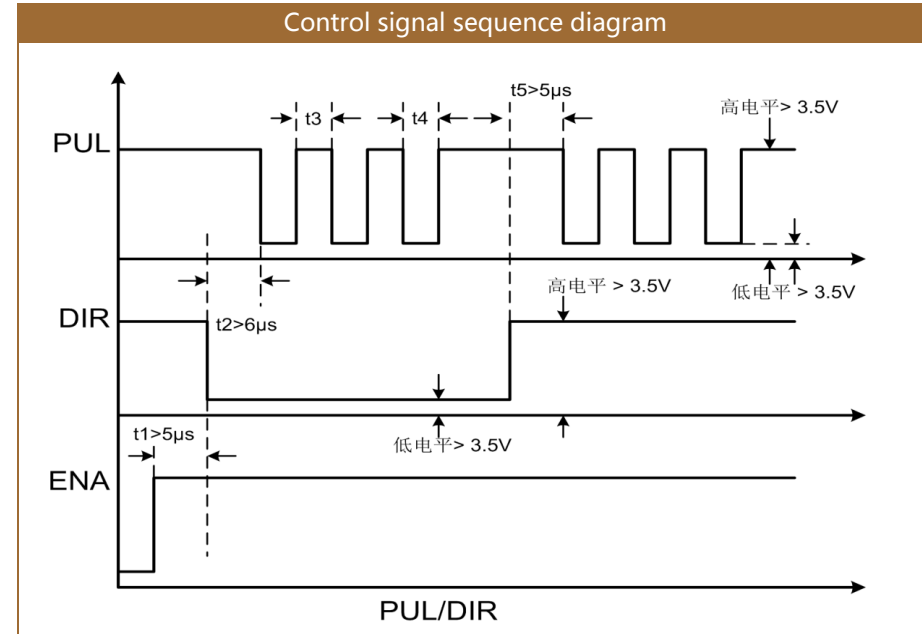 Control signal sequence diagram
t5>5μs
高电平> 3.5V
t3
t4
PUL
高电平 > 3.5V
低电平 > 3.5V
DIR
t2>6μs
t1>5μs
低电平> 3.5V
ENA
PUL/DIR